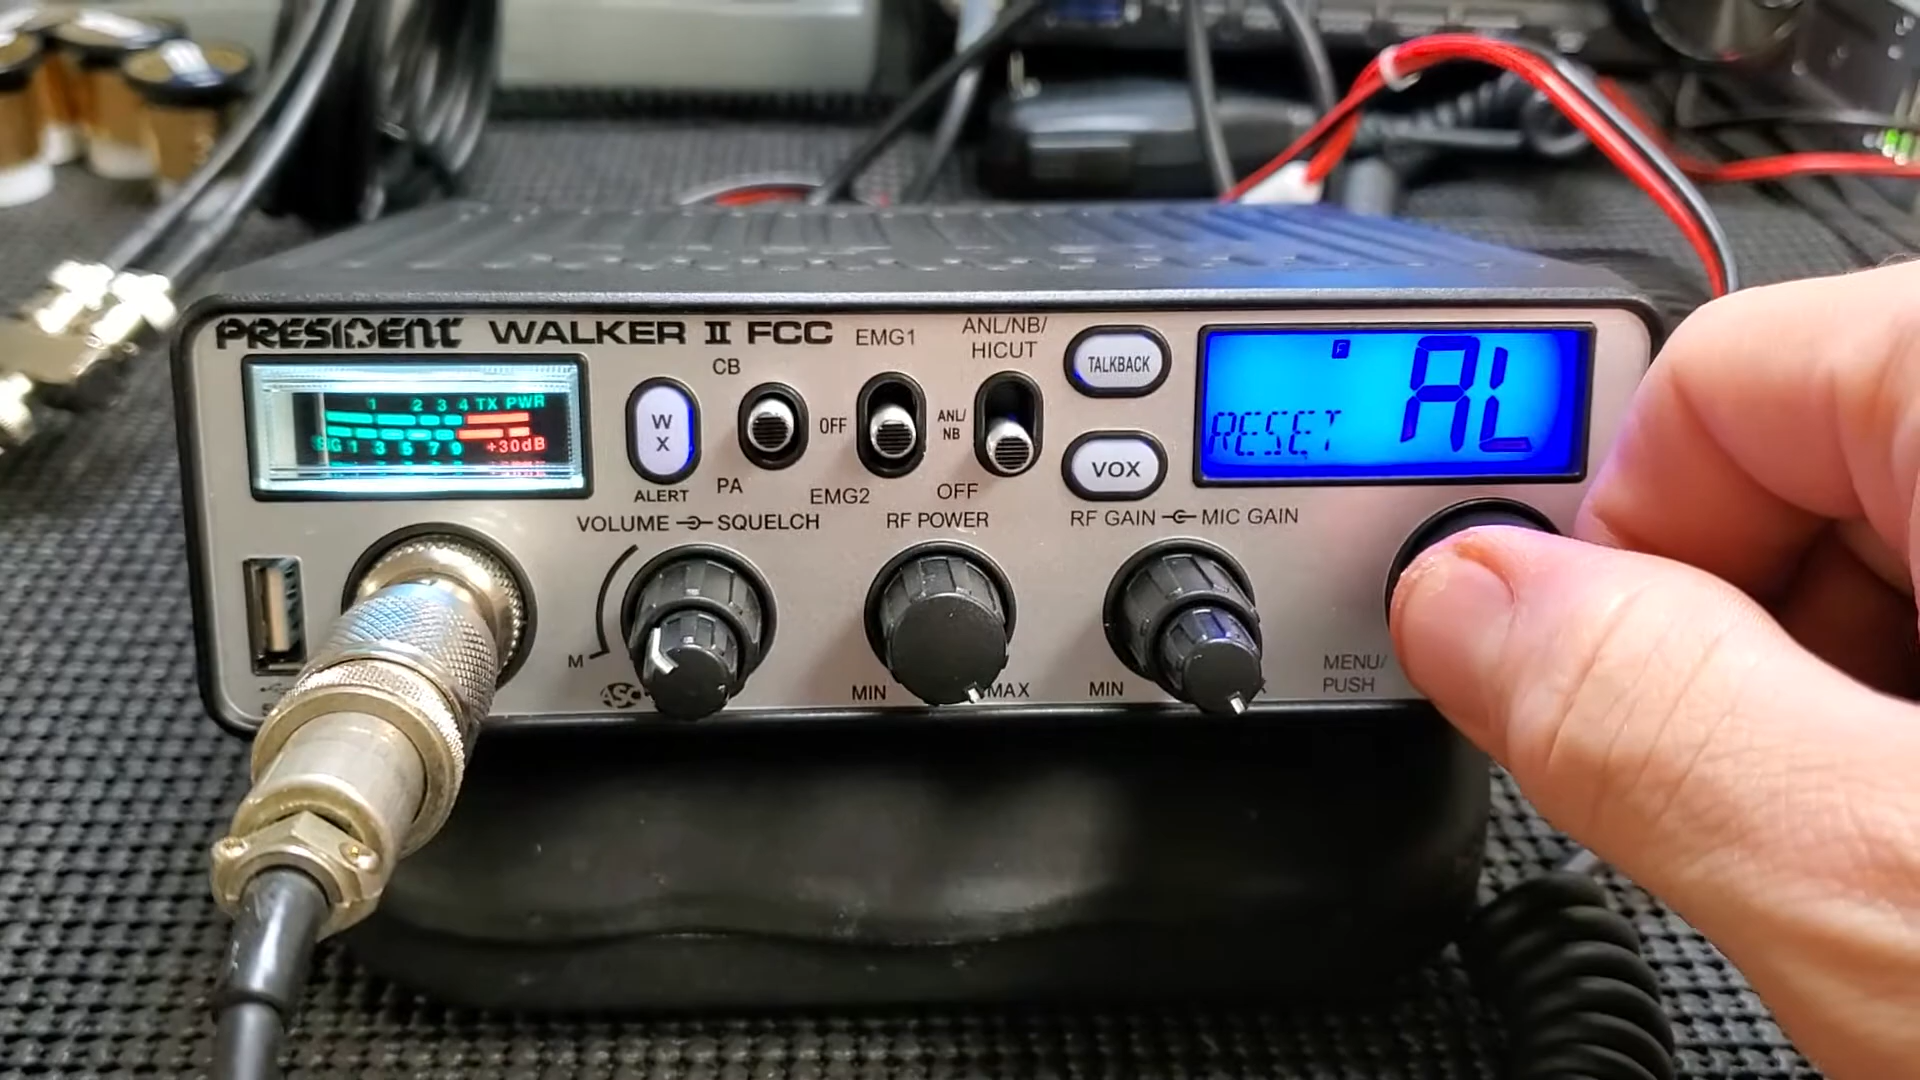 PRESIDENT WALKER II FCC
CB
EMG1
ANL/NB/
HICUT
TALKBACK
F
AL
RESET
1 2 3 4 TX PWR
SG 1 3 5 7 9 +30dB
W
X
OFF
ANL/
NB
VOX
ALERT
PA
EMG2
OFF
VOLUME
SQUELCH
RF POWER
RF GAIN
MIC GAIN
M
ASC
MIN
MAX
MIN
MENU/
PUSH